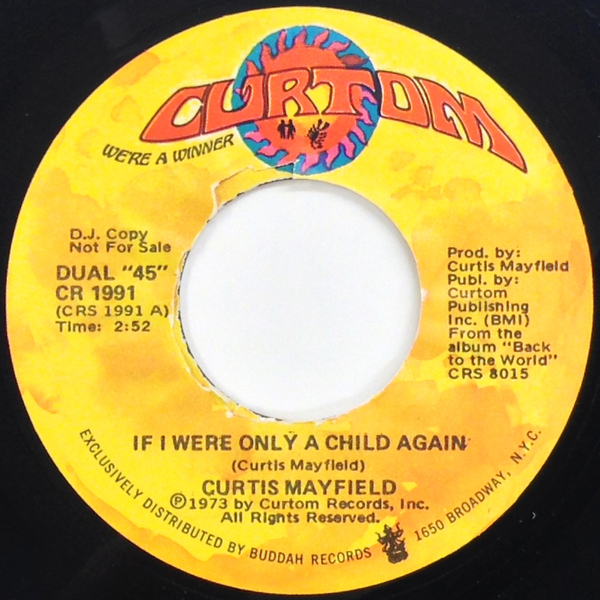 CURTOM
WE'RE A WINNER
D.J. Copy
Not For Sale
DUAL "45"
CR 1991
(CRS 1991 A)
Time: 2:52
Prod. by:
Curtis Mayfield
Publ. by:
Curtom
Publishing
Inc. (BMI)
From the
album "Back
to the World"
CRS 8015
IF I WERE ONLY A CHILD AGAIN
(Curtis Mayfield)
CURTIS MAYFIELD
℗1973 by Curtom Records, Inc.
All Rights Reserved.
EXCLUSIVELY DISTRIBUTED BY BUDDAH RECORDS 1650 BROADWAY, N.Y.C.